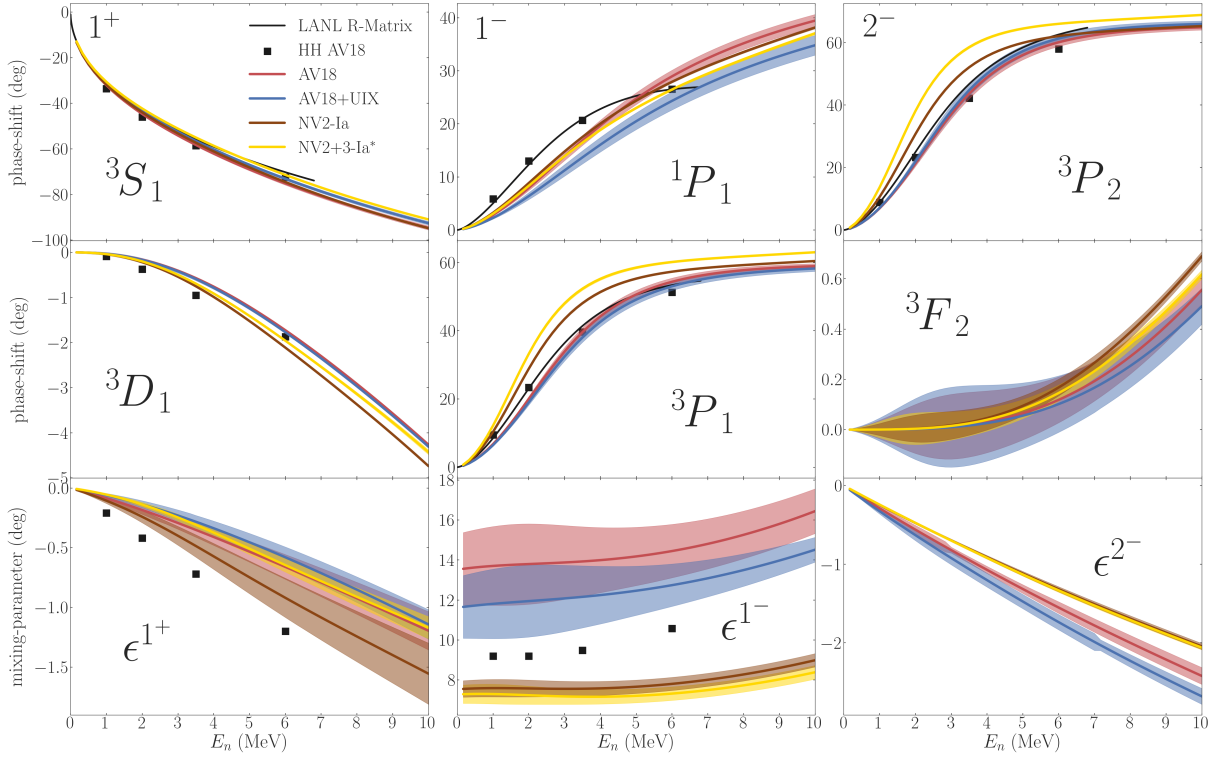 1⁺
LANL R-Matrix
HH AV18
AV18
AV18+UIX
NV2-Ia
NV2+3-Ia*
³S₁
phase-shift (deg)
0
−20
−40
−60
−80
−100
1⁻
¹P₁
40
30
20
10
0
2⁻
³P₂
60
40
20
0
³D₁
phase-shift (deg)
0
−1
−2
−3
−4
−5
³P₁
60
40
20
0
³F₂
0.6
0.4
0.2
0.0
ϵ¹⁺
mixing-parameter (deg)
0.0
−0.5
−1.0
−1.5
0 1 2 3 4 5 6 7 8 9 10
Eₙ (MeV)
ϵ¹⁻
18
16
14
12
10
8
0 1 2 3 4 5 6 7 8 9 10
Eₙ (MeV)
ϵ²⁻
0
−1
−2
0 1 2 3 4 5 6 7 8 9 10
Eₙ (MeV)